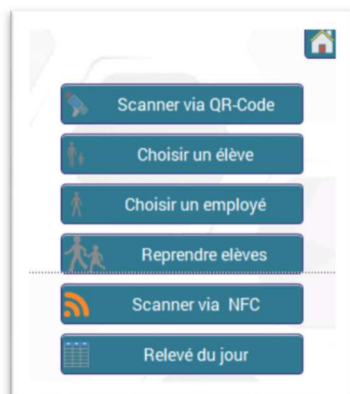 Scanner via QR-Code
Choisir un élève
Choisir un employé
Reprendre elèves
Scanner via NFC
Relevé du jour